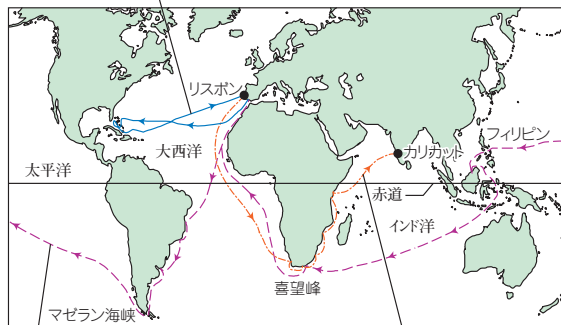 リスボン
カリカット
フィリピン
大西洋
太平洋
赤道
インド洋
喜望峰
マゼラン海峡